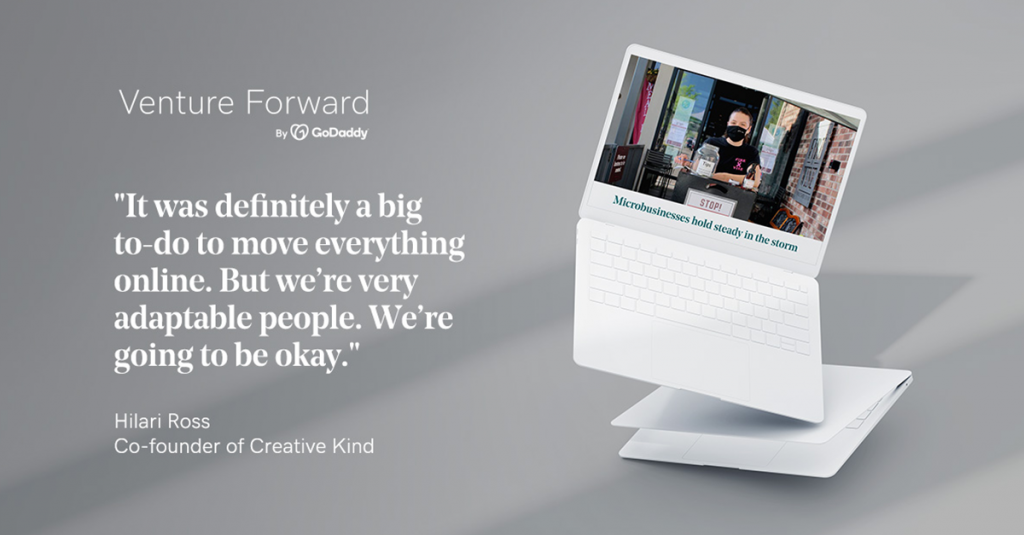 Venture Forward
By GoDaddy
"It was definitely a big
to-do to move everything
online. But we’re very
adaptable people. We’re
going to be okay."
Hilari Ross
Co-founder of Creative Kind
STOP!
Microbusinesses hold steady in the storm